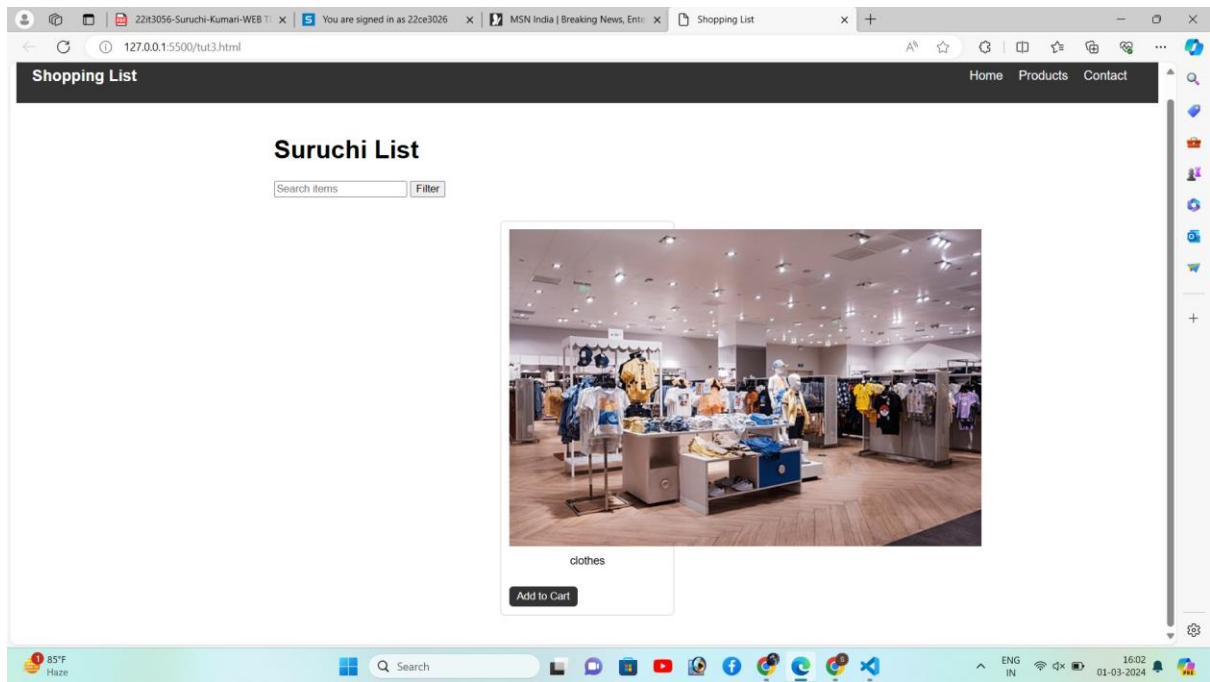 22it3056-Suruchi-Kumari-WEB T
You are signed in as 22ce3026
MSN India | Breaking News, Ente
Shopping List
127.0.0.1:5500/tut3.html
Shopping List
Home Products Contact
Suruchi List
Search items
Filter
clothes
Add to Cart
1
85°F
Haze
Search
ENG
IN
16:02
01-03-2024